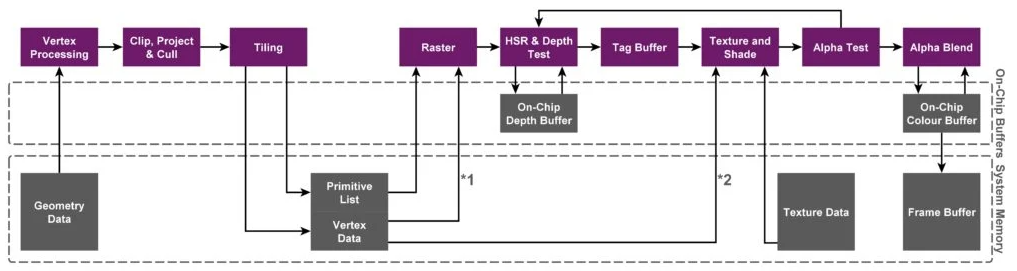 Vertex
Processing
Clip, Project
& Cull
Tiling
Raster
HSR & Depth
Test
Tag Buffer
Texture and
Shade
Alpha Test
Alpha Blend
On-Chip
Depth Buffer
On-Chip
Colour Buffer
On-Chip Buffers
Geometry
Data
Primitive
List
Vertex
Data
*1
*2
Texture Data
Frame Buffer
System Memory